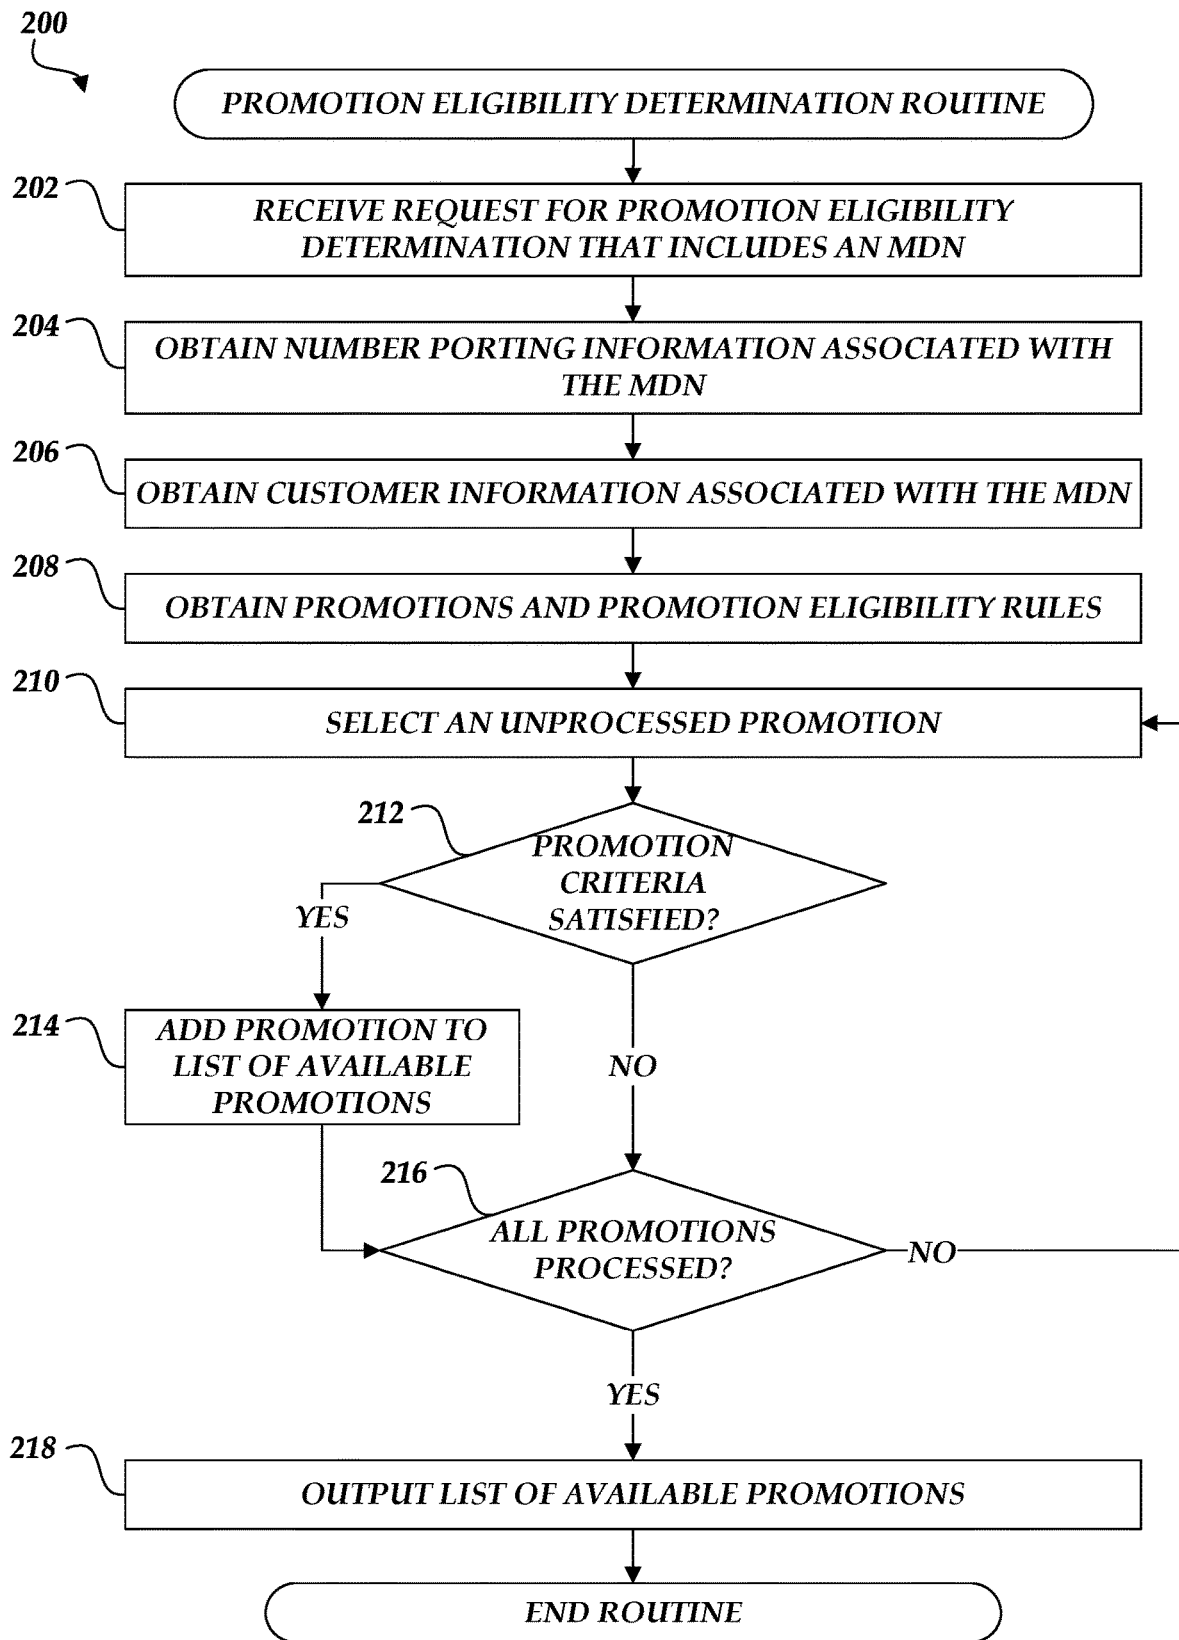 200
PROMOTION ELIGIBILITY DETERMINATION ROUTINE
202
RECEIVE REQUEST FOR PROMOTION ELIGIBILITY
DETERMINATION THAT INCLUDES AN MDN
204
OBTAIN NUMBER PORTING INFORMATION ASSOCIATED WITH
THE MDN
206
OBTAIN CUSTOMER INFORMATION ASSOCIATED WITH THE MDN
208
OBTAIN PROMOTIONS AND PROMOTION ELIGIBILITY RULES
210
SELECT AN UNPROCESSED PROMOTION
212
PROMOTION
CRITERIA
SATISFIED?
YES
214
ADD PROMOTION TO
LIST OF AVAILABLE
PROMOTIONS
NO
216
ALL PROMOTIONS
PROCESSED?
NO
YES
218
OUTPUT LIST OF AVAILABLE PROMOTIONS
END ROUTINE